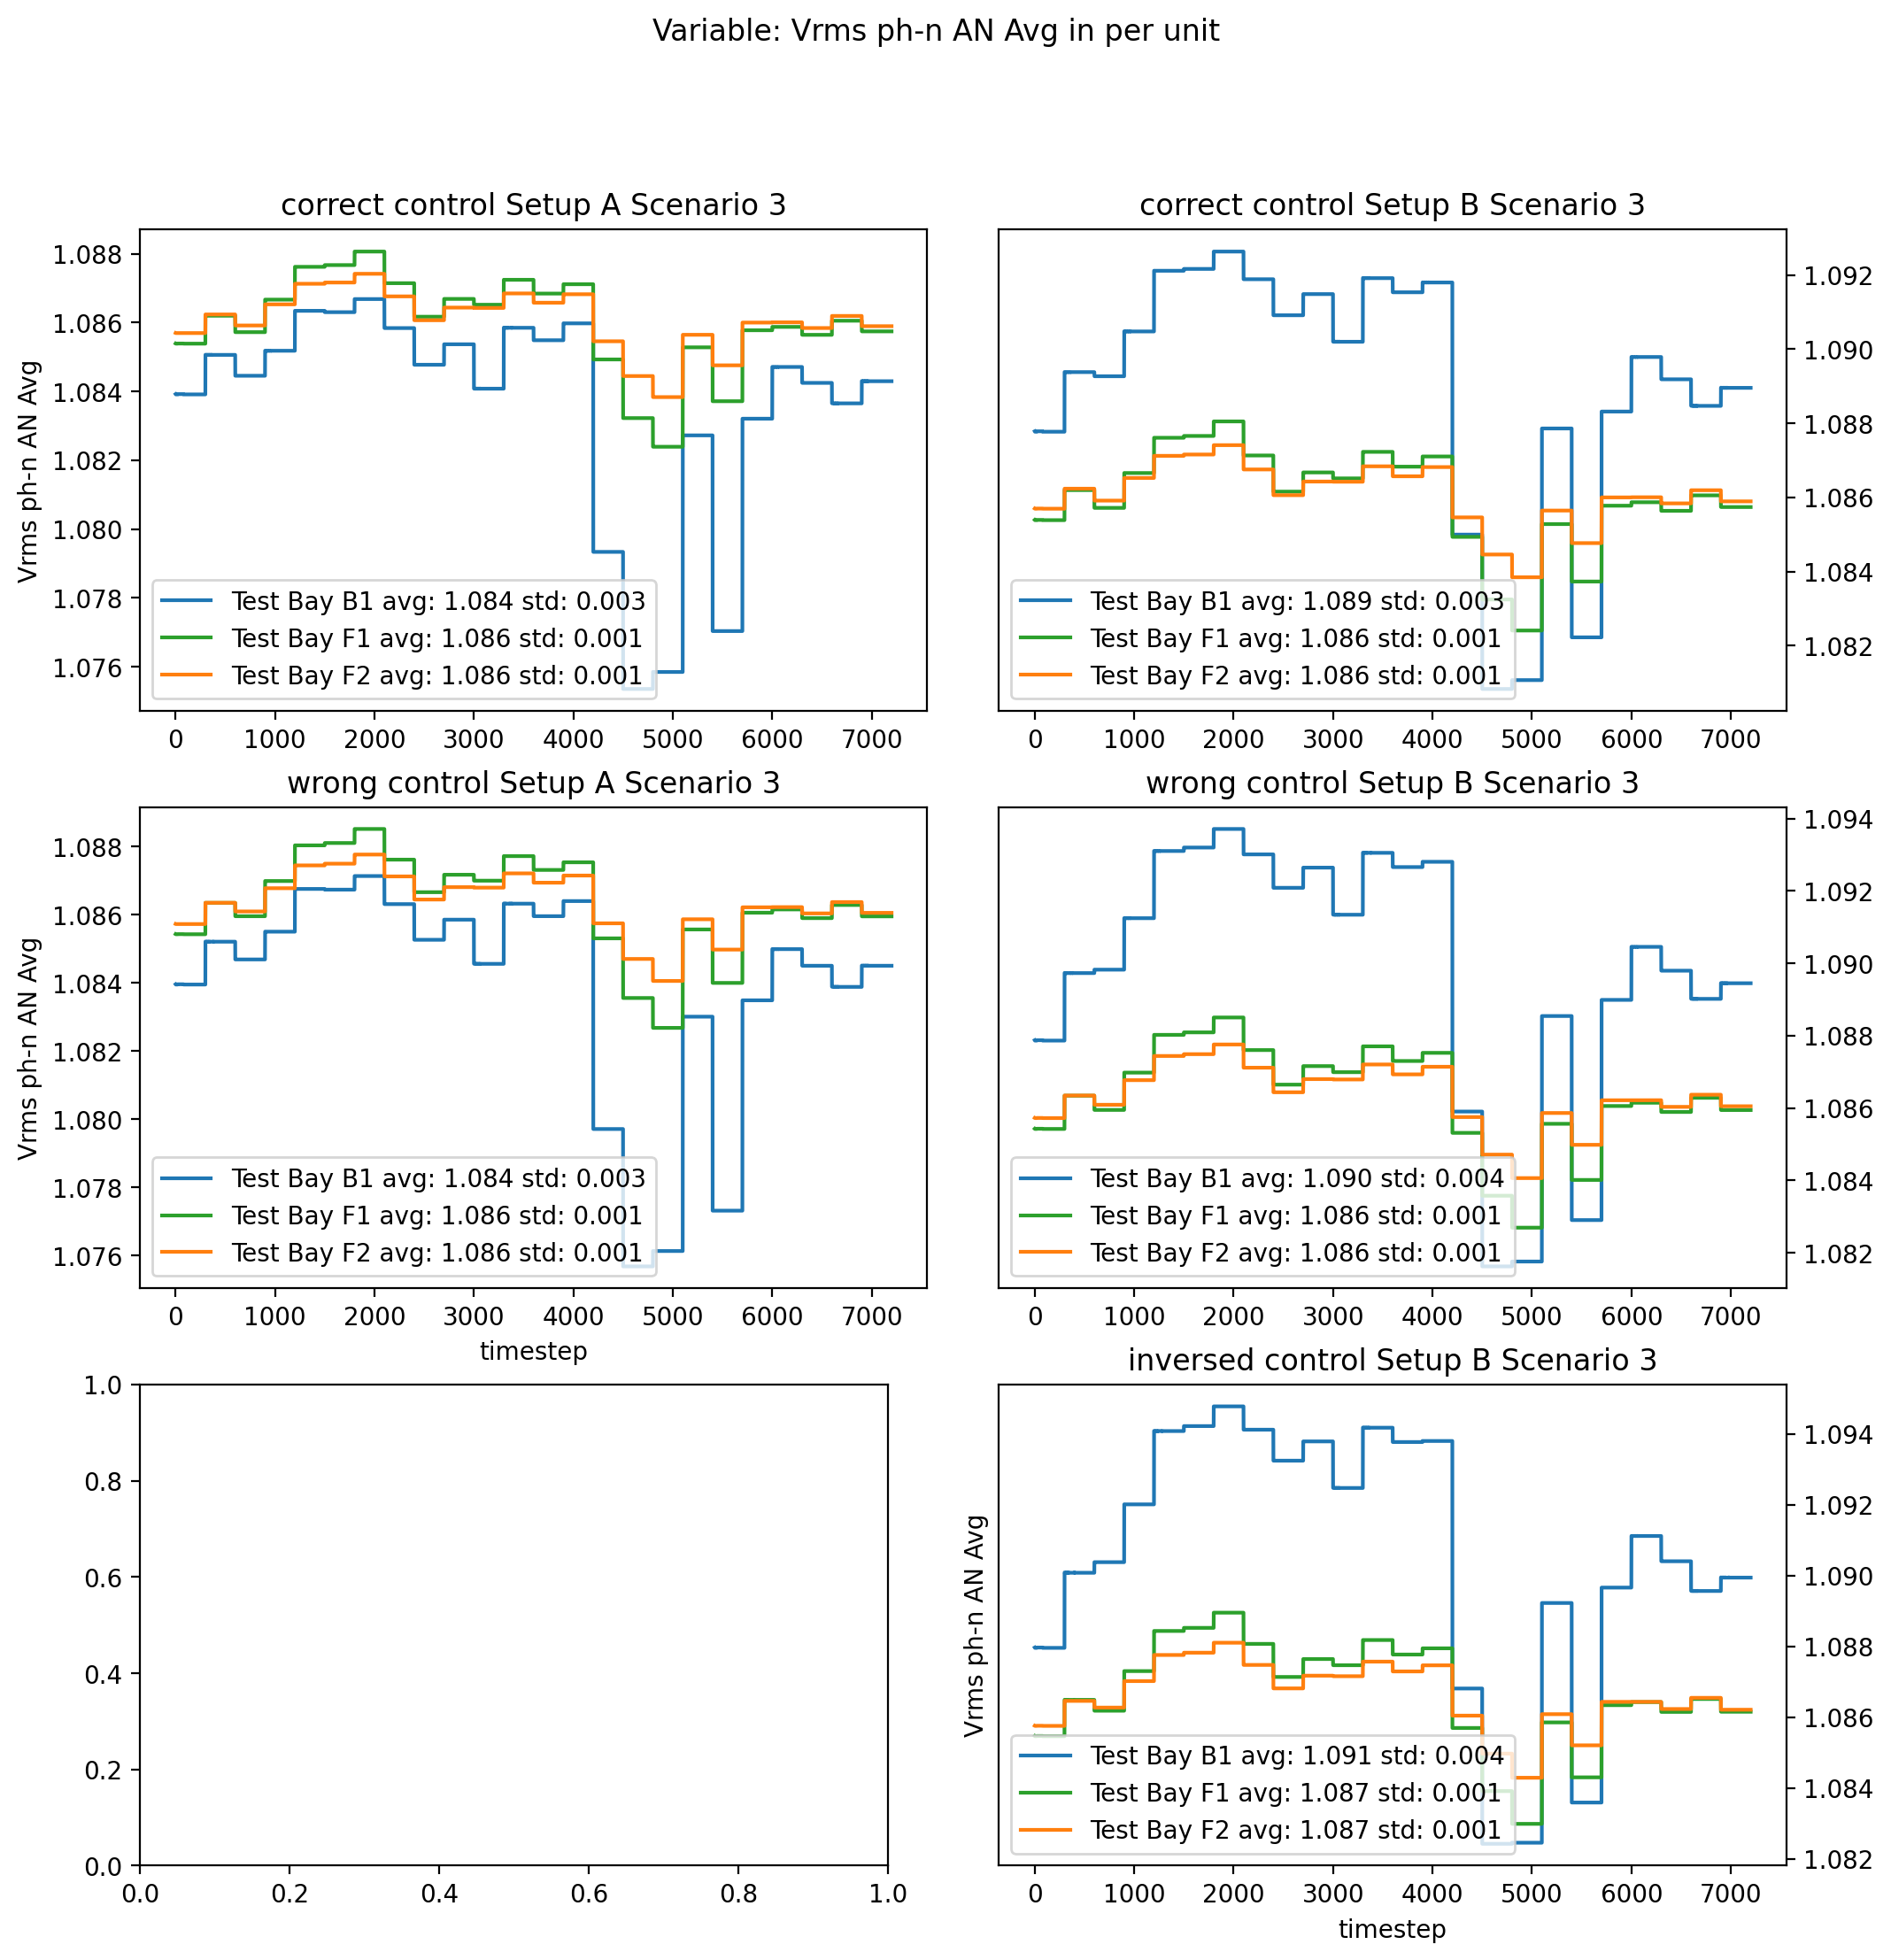 Variable: Vrms ph-n AN Avg in per unit
correct control Setup A Scenario 3
Vrms ph-n AN Avg
1.088
1.086
1.084
1.082
1.080
1.078
1.076
Test Bay B1 avg: 1.084 std: 0.003
Test Bay F1 avg: 1.086 std: 0.001
Test Bay F2 avg: 1.086 std: 0.001
0 1000 2000 3000 4000 5000 6000 7000
correct control Setup B Scenario 3
1.092
1.090
1.088
1.086
1.084
1.082
Test Bay B1 avg: 1.089 std: 0.003
Test Bay F1 avg: 1.086 std: 0.001
Test Bay F2 avg: 1.086 std: 0.001
0 1000 2000 3000 4000 5000 6000 7000
wrong control Setup A Scenario 3
Vrms ph-n AN Avg
1.088
1.086
1.084
1.082
1.080
1.078
1.076
Test Bay B1 avg: 1.084 std: 0.003
Test Bay F1 avg: 1.086 std: 0.001
Test Bay F2 avg: 1.086 std: 0.001
0 1000 2000 3000 4000 5000 6000 7000
timestep
wrong control Setup B Scenario 3
1.094
1.092
1.090
1.088
1.086
1.084
1.082
Test Bay B1 avg: 1.090 std: 0.004
Test Bay F1 avg: 1.086 std: 0.001
Test Bay F2 avg: 1.086 std: 0.001
0 1000 2000 3000 4000 5000 6000 7000
1.0
0.8
0.6
0.4
0.2
0.0
0.0 0.2 0.4 0.6 0.8 1.0
inversed control Setup B Scenario 3
Vrms ph-n AN Avg
1.094
1.092
1.090
1.088
1.086
1.084
1.082
Test Bay B1 avg: 1.091 std: 0.004
Test Bay F1 avg: 1.087 std: 0.001
Test Bay F2 avg: 1.087 std: 0.001
0 1000 2000 3000 4000 5000 6000 7000
timestep